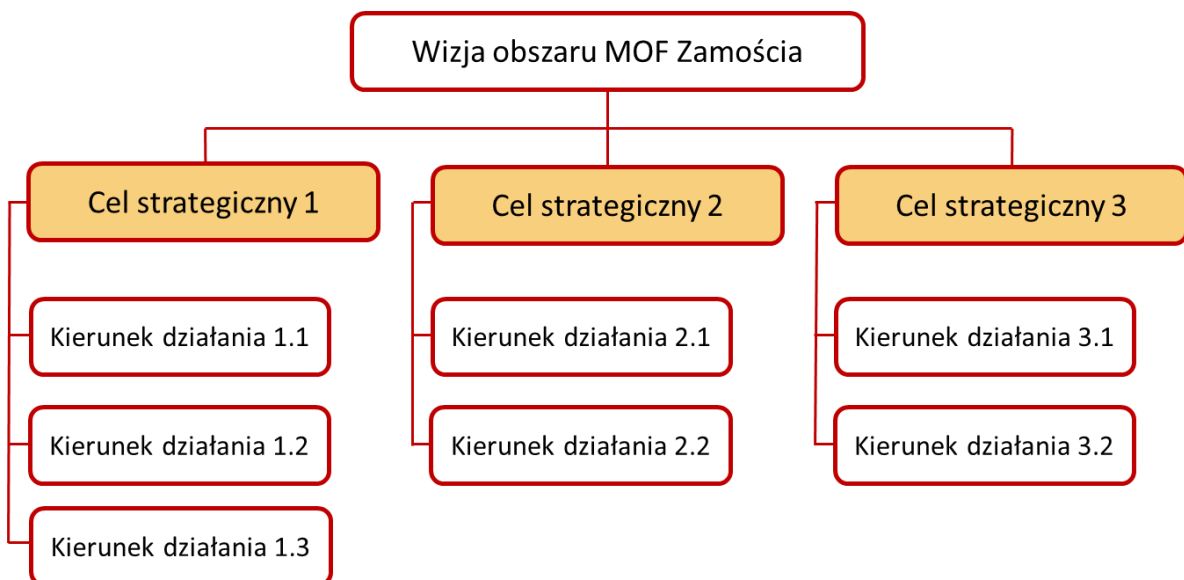 Wizja obszaru MOF Zamościa
Cel strategiczny 1
Cel strategiczny 2
Cel strategiczny 3
Kierunek działania 1.1
Kierunek działania 2.1
Kierunek działania 3.1
Kierunek działania 1.2
Kierunek działania 2.2
Kierunek działania 3.2
Kierunek działania 1.3